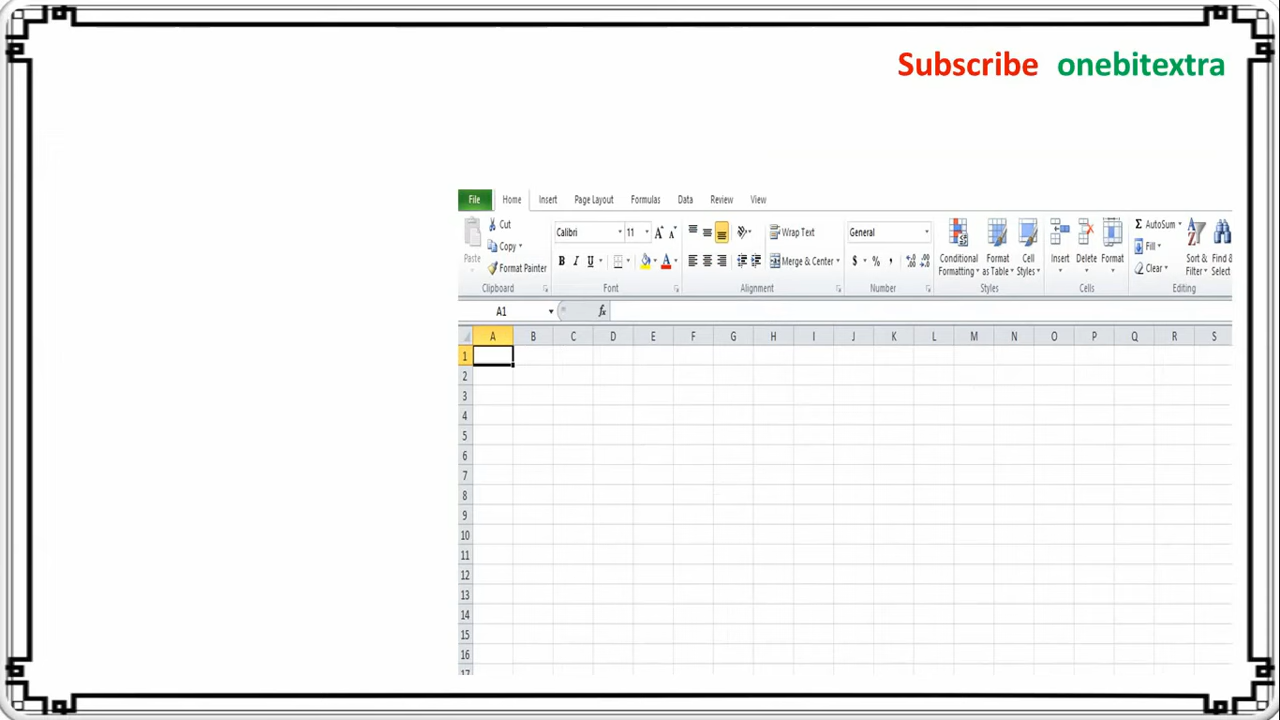 Subscribe onebitextra
File Home Insert Page Layout Formulas Data Review View
Cut
Copy
Format Painter
Paste
Clipboard
Calibri 11 A A
B I U A
Font
Wrap Text
Merge & Center
Alignment
General
$ % ,
Number
Conditional Formatting
Format as Table
Cell Styles
Styles
Insert Delete Format
Cells
Σ AutoSum
Fill
Clear
Sort & Filter
Find & Select
Editing
A1 fx
A B C D E F G H I J K L M N O P Q R S
1
2
3
4
5
6
7
8
9
10
11
12
13
14
15
16
17